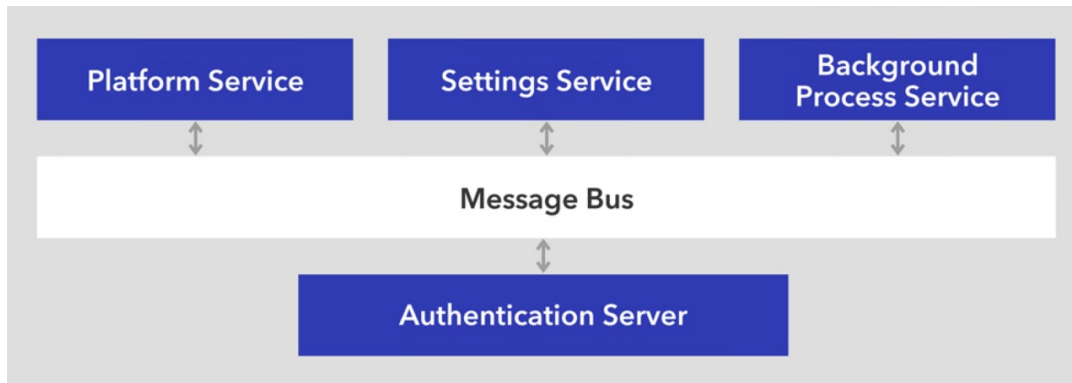 Platform Service
Settings Service
Background
Process Service
Message Bus
Authentication Server